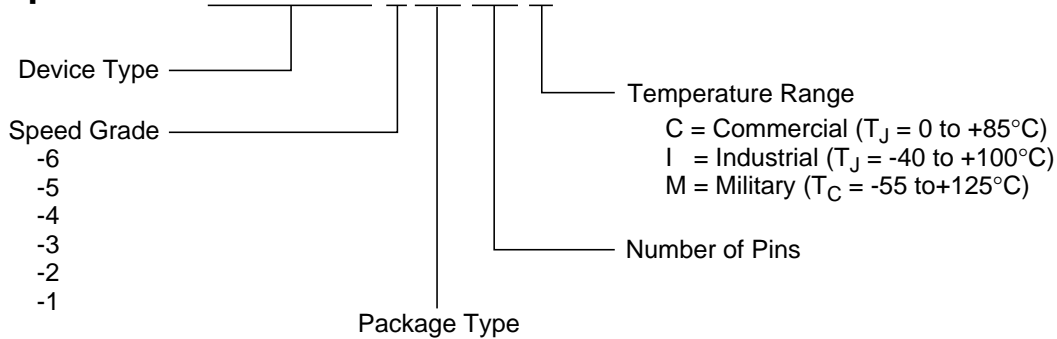 Device Type
Speed Grade
-6
-5
-4
-3
-2
-1
Package Type
Number of Pins
Temperature Range
C = Commercial (TJ = 0 to +85°C)
I = Industrial (TJ = -40 to +100°C)
M = Military (TC = -55 to+125°C)